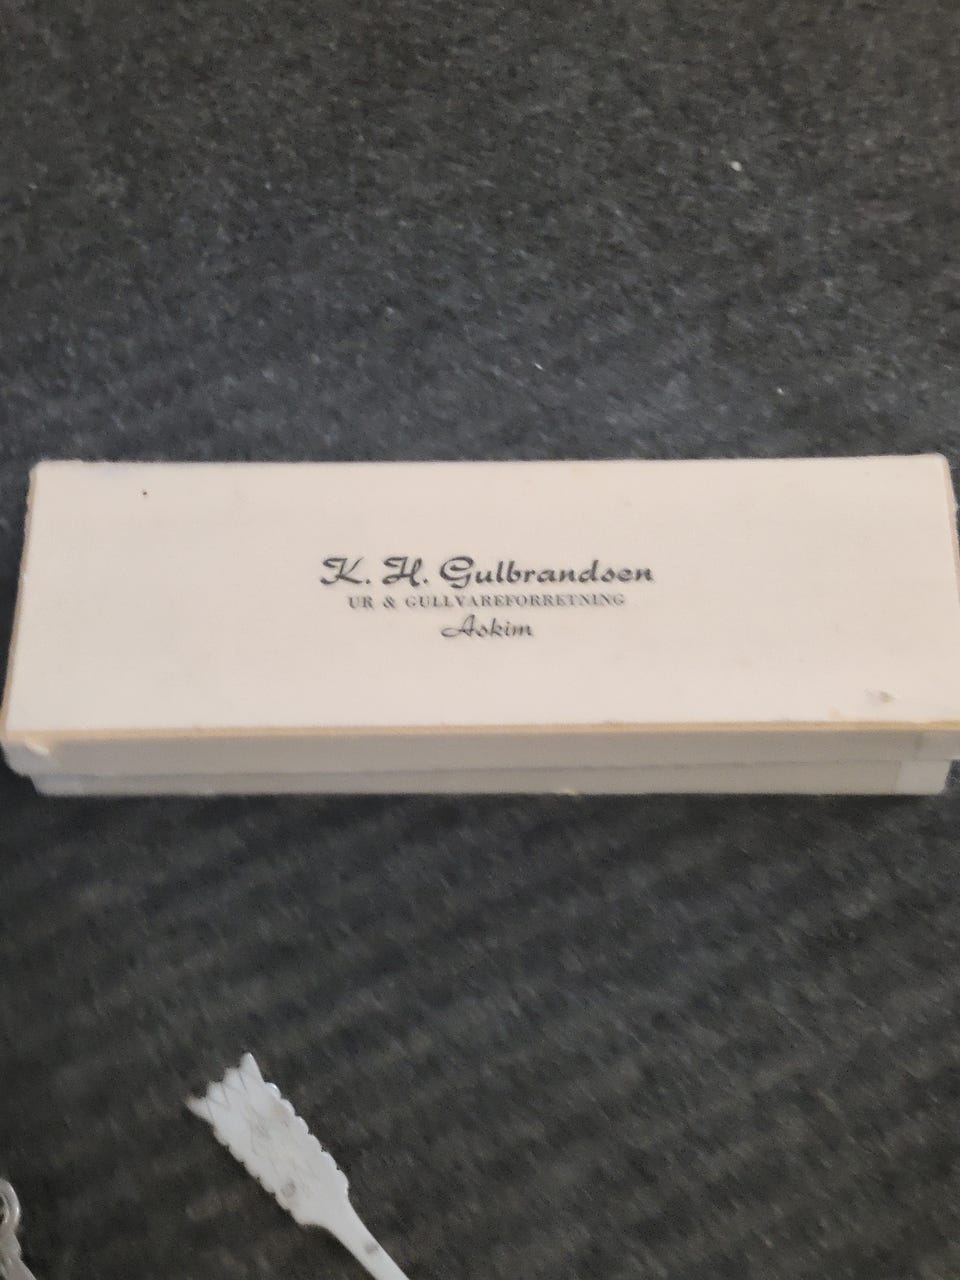 K. H. Gulbrandsen
UR & GULLVAREFORRETNING
Askim